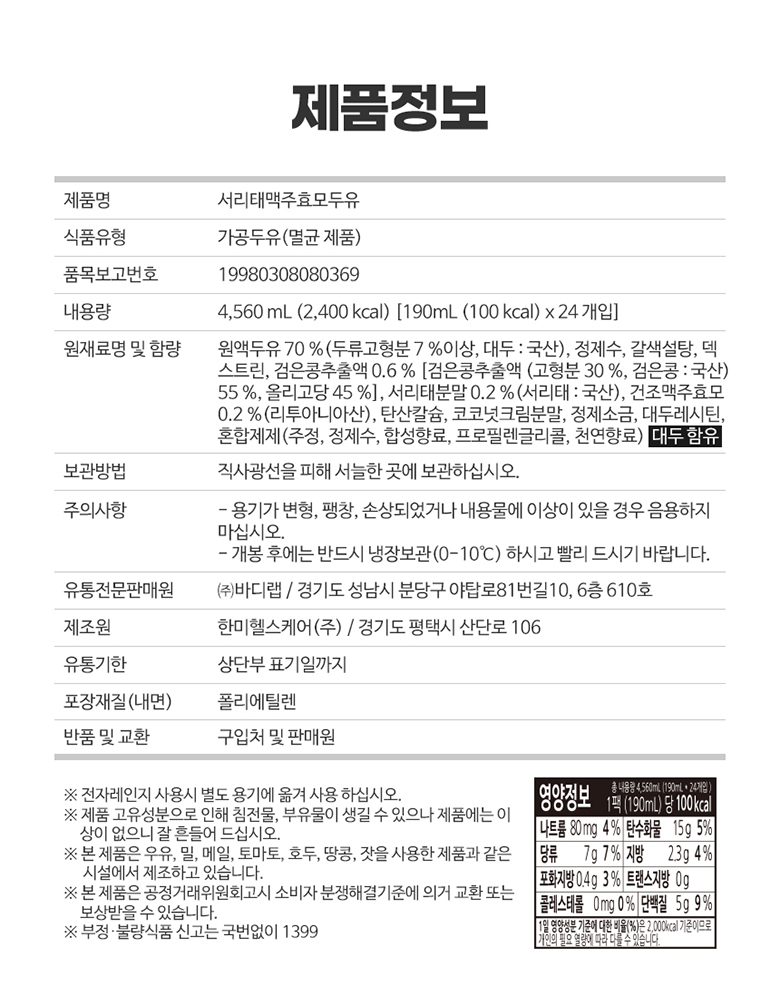 제품정보
제품명 서리태맥주효모두유
식품유형 가공두유(멸균 제품)
품목보고번호 19980308080369
내용량 4,560 mL (2,400 kcal) [190mL (100 kcal) x 24 개입]
원재료명 및 함량 원액두유 70 %(두류고형분 7 %이상, 대두 : 국산), 정제수, 갈색설탕, 덱
스트린, 검은콩추출액 0.6 % [검은콩추출액 (고형분 30 %, 검은콩 : 국산)
55 %, 올리고당 45 %], 서리태분말 0.2 %(서리태 : 국산), 건조맥주효모
0.2 %(리투아니아산), 탄산칼슘, 코코넛크림분말, 정제소금, 대두레시틴,
혼합제제(주정, 정제수, 합성향료, 프로필렌글리콜, 천연향료) 대두 함유
보관방법 직사광선을 피해 서늘한 곳에 보관하십시오.
주의사항 - 용기가 변형, 팽창, 손상되었거나 내용물에 이상이 있을 경우 음용하지
마십시오.
- 개봉 후에는 반드시 냉장보관(0-10℃) 하시고 빨리 드시기 바랍니다.
유통전문판매원 ㈜바디랩 / 경기도 성남시 분당구 야탑로81번길10, 6층 610호
제조원 한미헬스케어(주) / 경기도 평택시 산단로 106
유통기한 상단부 표기일까지
포장재질(내면) 폴리에틸렌
반품 및 교환 구입처 및 판매원
※ 전자레인지 사용시 별도 용기에 옮겨 사용 하십시오.
※ 제품 고유성분으로 인해 침전물, 부유물이 생길 수 있으나 제품에는 이
상이 없으니 잘 흔들어 드십시오.
※ 본 제품은 우유, 밀, 메밀, 토마토, 호두, 땅콩, 잣을 사용한 제품과 같은
시설에서 제조하고 있습니다.
※ 본 제품은 공정거래위원회고시 소비자 분쟁해결기준에 의거 교환 또는
보상받을 수 있습니다.
※ 부정·불량식품 신고는 국번없이 1399
영양정보 총 내용량 4,560mL (190mL * 24개입)
1팩 (190mL) 당 100kcal
나트륨 80mg 4% 탄수화물 15g 5%
당류 7g 7% 지방 2.3g 4%
포화지방 0.4g 3% 트랜스지방 0g
콜레스테롤 0mg 0% 단백질 5g 9%
1일 영양성분 기준에 대한 비율(%)은 2,000kcal 기준이므로
개인의 필요 열량에 따라 다를 수 있습니다.